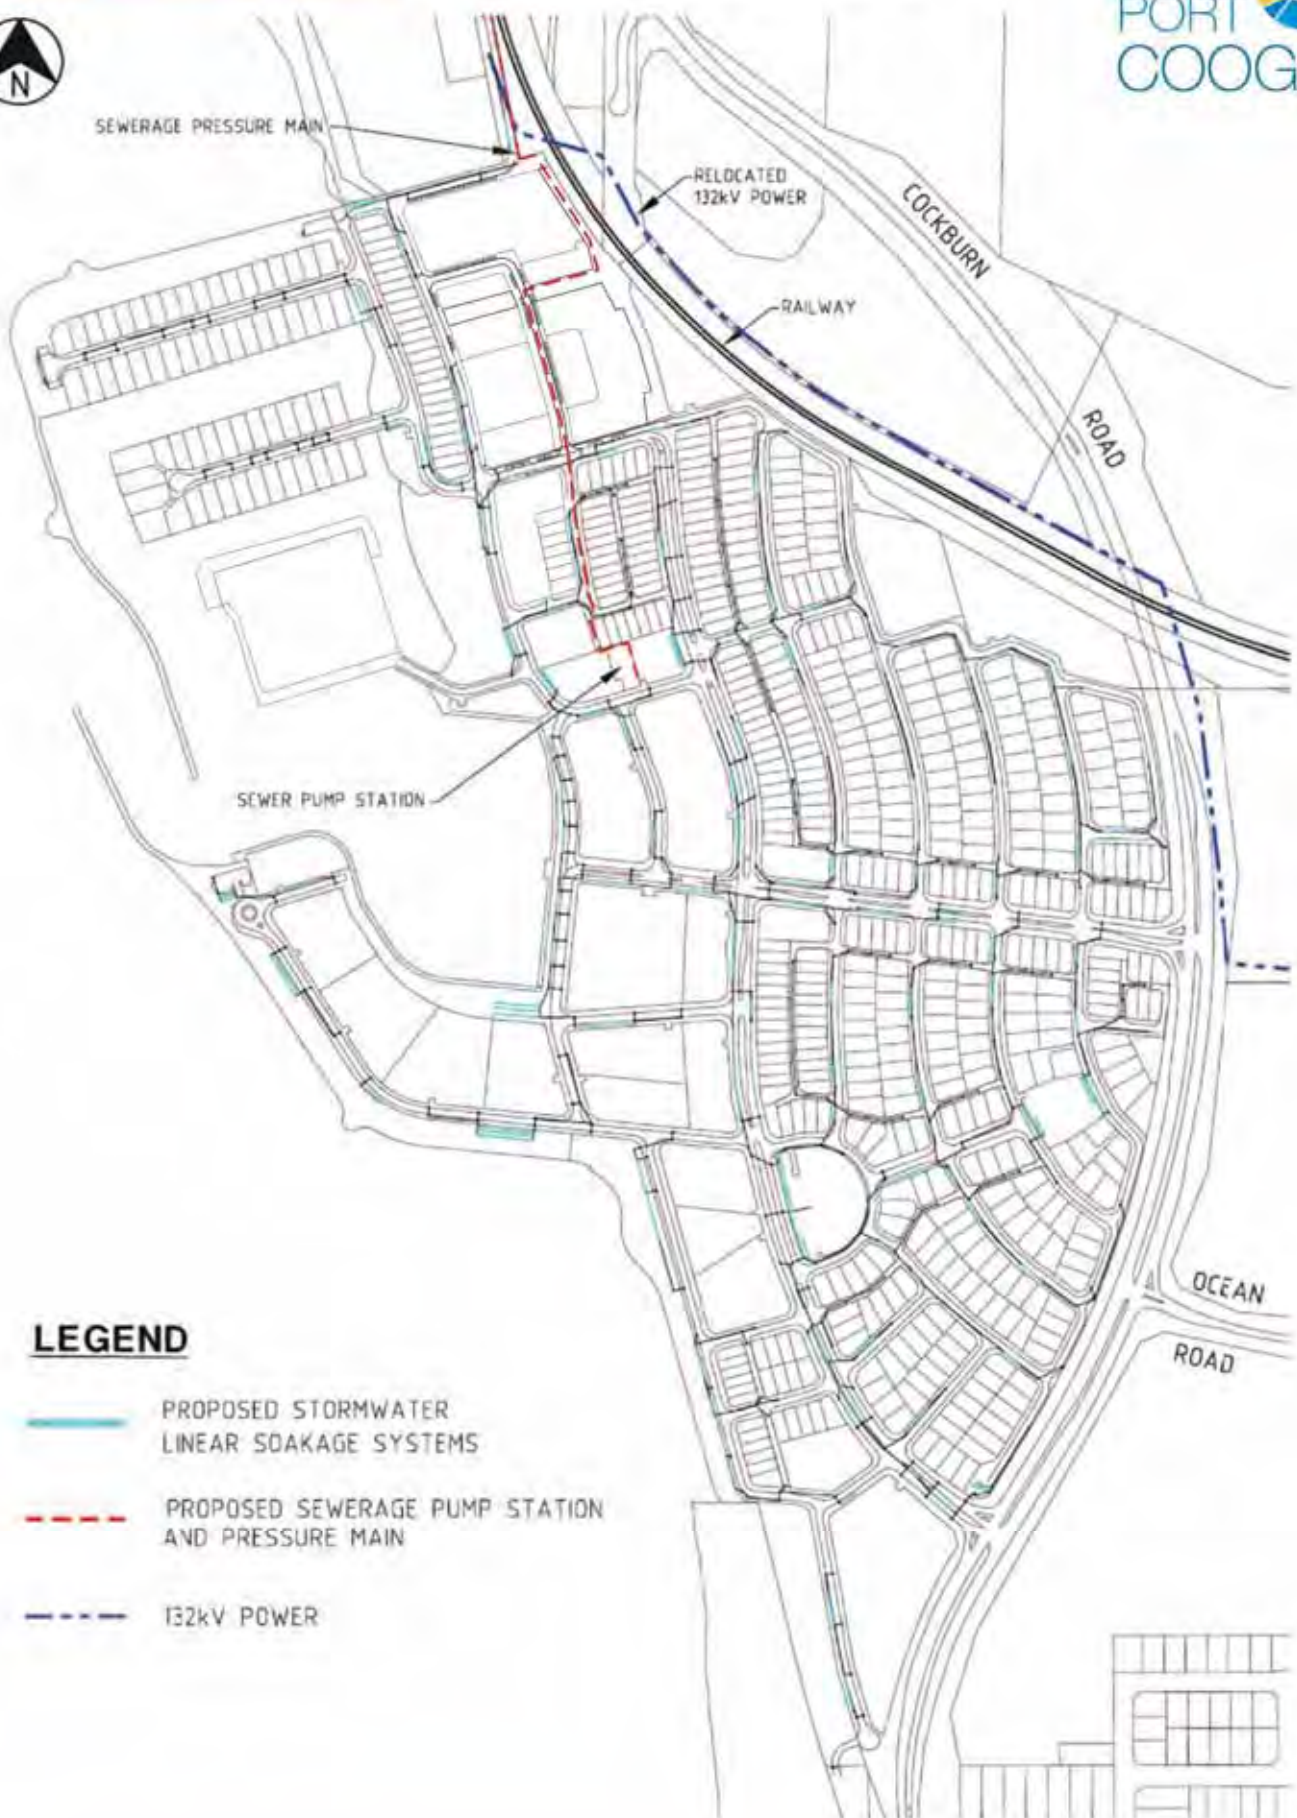 PORT
COOG
N
SEWERAGE PRESSURE MAIN
RELOCATED
132kV POWER
COCKBURN
RAILWAY
ROAD
SEWER PUMP STATION
OCEAN
ROAD
LEGEND
PROPOSED STORMWATER
LINEAR SOAKAGE SYSTEMS
PROPOSED SEWERAGE PUMP STATION
AND PRESSURE MAIN
132kV POWER